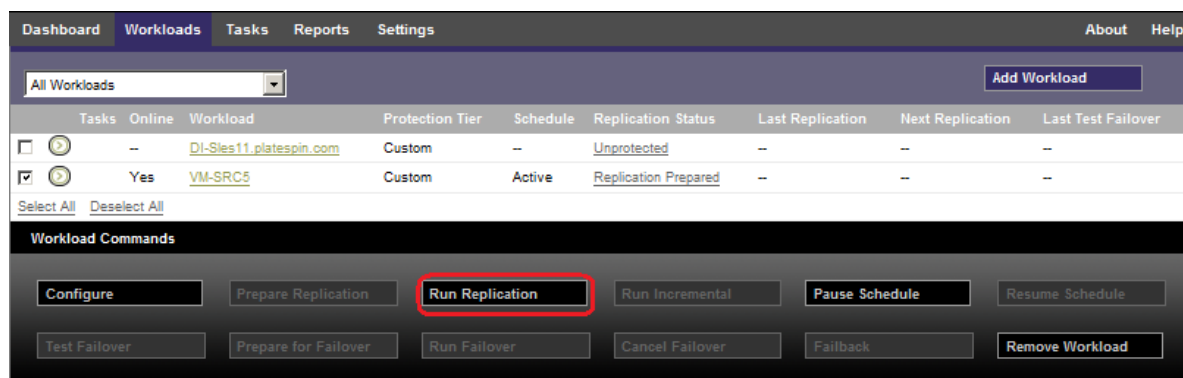 Dashboard Workloads Tasks Reports Settings About Help
All Workloads Add Workload
Tasks Online Workload Protection Tier Schedule Replication Status Last Replication Next Replication Last Test Failover
-- DI-Sles11.platespin.com Custom -- Unprotected -- -- --
Yes VM-SRC5 Custom Active Replication Prepared -- -- --
Select All Deselect All
Workload Commands
Configure Prepare Replication Run Replication Run Incremental Pause Schedule Resume Schedule
Test Failover Prepare for Failover Run Failover Cancel Failover Failback Remove Workload